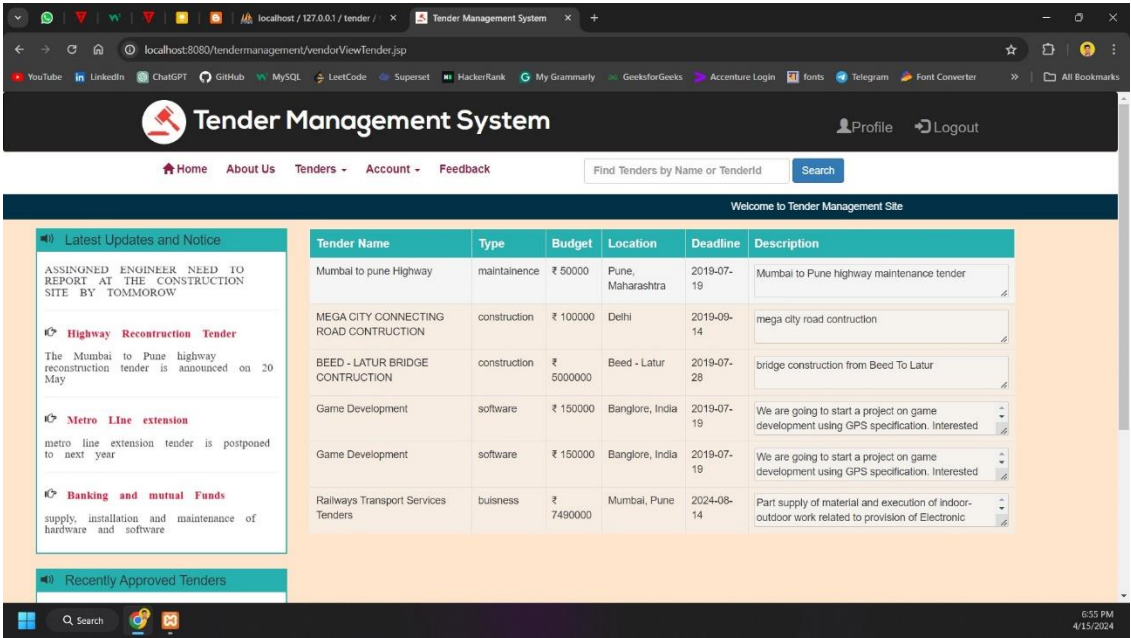 localhost / 127.0.0.1 / tender /
Tender Management System
localhost:8080/tendermanagement/vendorViewTender.jsp
YouTube LinkedIn ChatGPT GitHub MySQL LeetCode Superset HackerRank My Grammarly GeeksforGeeks Accenture Login fonts Telegram Font Converter All Bookmarks
Tender Management System
Profile Logout
Home About Us Tenders Account Feedback
Find Tenders by Name or TenderId Search
Welcome to Tender Management Site
Latest Updates and Notice
ASSINGNED ENGINEER NEED TO
REPORT AT THE CONSTRUCTION
SITE BY TOMMOROW
Highway Recontruction Tender
The Mumbai to Pune highway
reconstruction tender is announced on 20
May
Metro LIne extension
metro line extension tender is postponed
to next year
Banking and mutual Funds
supply, installation and maintenance of
hardware and software
Recently Approved Tenders
Tender Name Type Budget Location Deadline Description
Mumbai to pune Highway maintainence ₹ 50000 Pune, 2019-07- Mumbai to Pune highway maintenance tender
Maharashtra 19
MEGA CITY CONNECTING construction ₹ 100000 Delhi 2019-09- mega city road contruction
ROAD CONTRUCTION 14
BEED - LATUR BRIDGE construction ₹ Beed - Latur 2019-07- bridge construction from Beed To Latur
CONTRUCTION 5000000 28
Game Development software ₹ 150000 Banglore, India 2019-07- We are going to start a project on game
19 development using GPS specification. Interested
Game Development software ₹ 150000 Banglore, India 2019-07- We are going to start a project on game
19 development using GPS specification. Interested
Railways Transport Services buisness ₹ Mumbai, Pune 2024-08- Part supply of material and execution of indoor-
Tenders 7490000 14 outdoor work related to provision of Electronic
Search
6:55 PM
4/15/2024